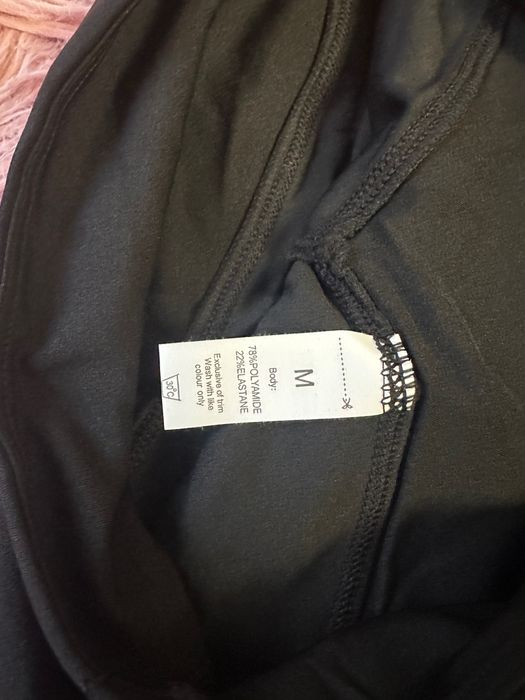 M
Body:
78%POLYAMIDE
22%ELASTANE
Exclusive of trim
Wash with like
colour only
30°C